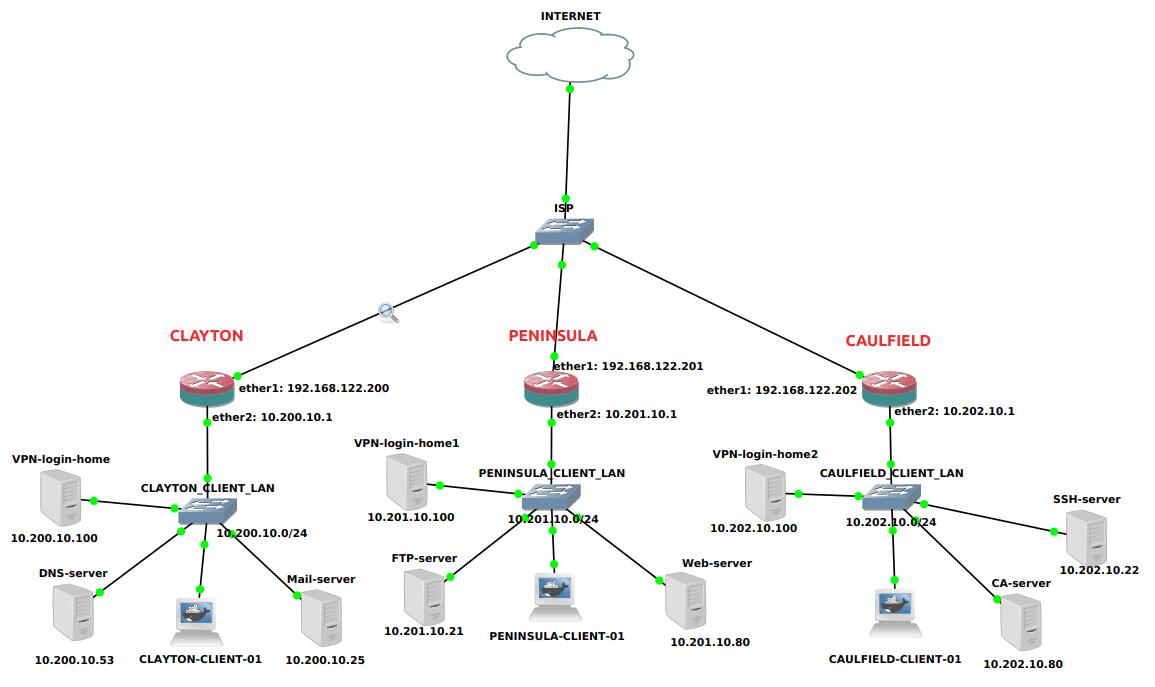 INTERNET
ISP
CLAYTON
PENINSULA
CAULFIELD
ether1: 192.168.122.200
ether1: 192.168.122.201
ether1: 192.168.122.202
ether2: 10.200.10.1
ether2: 10.201.10.1
ether2: 10.202.10.1
VPN-login-home
VPN-login-home1
VPN-login-home2
CLAYTON_CLIENT_LAN
PENINSULA_CLIENT_LAN
CAULFIELD_CLIENT_LAN
10.200.10.100
10.200.10.0/24
10.201.10.100
10.201.10.0/24
10.202.10.100
10.202.10.0/24
SSH-server
10.202.10.22
DNS-server
Mail-server
FTP-server
Web-server
CA-server
10.200.10.53
CLAYTON-CLIENT-01
10.200.10.25
10.201.10.21
PENINSULA-CLIENT-01
10.201.10.80
CAULFIELD-CLIENT-01
10.202.10.80